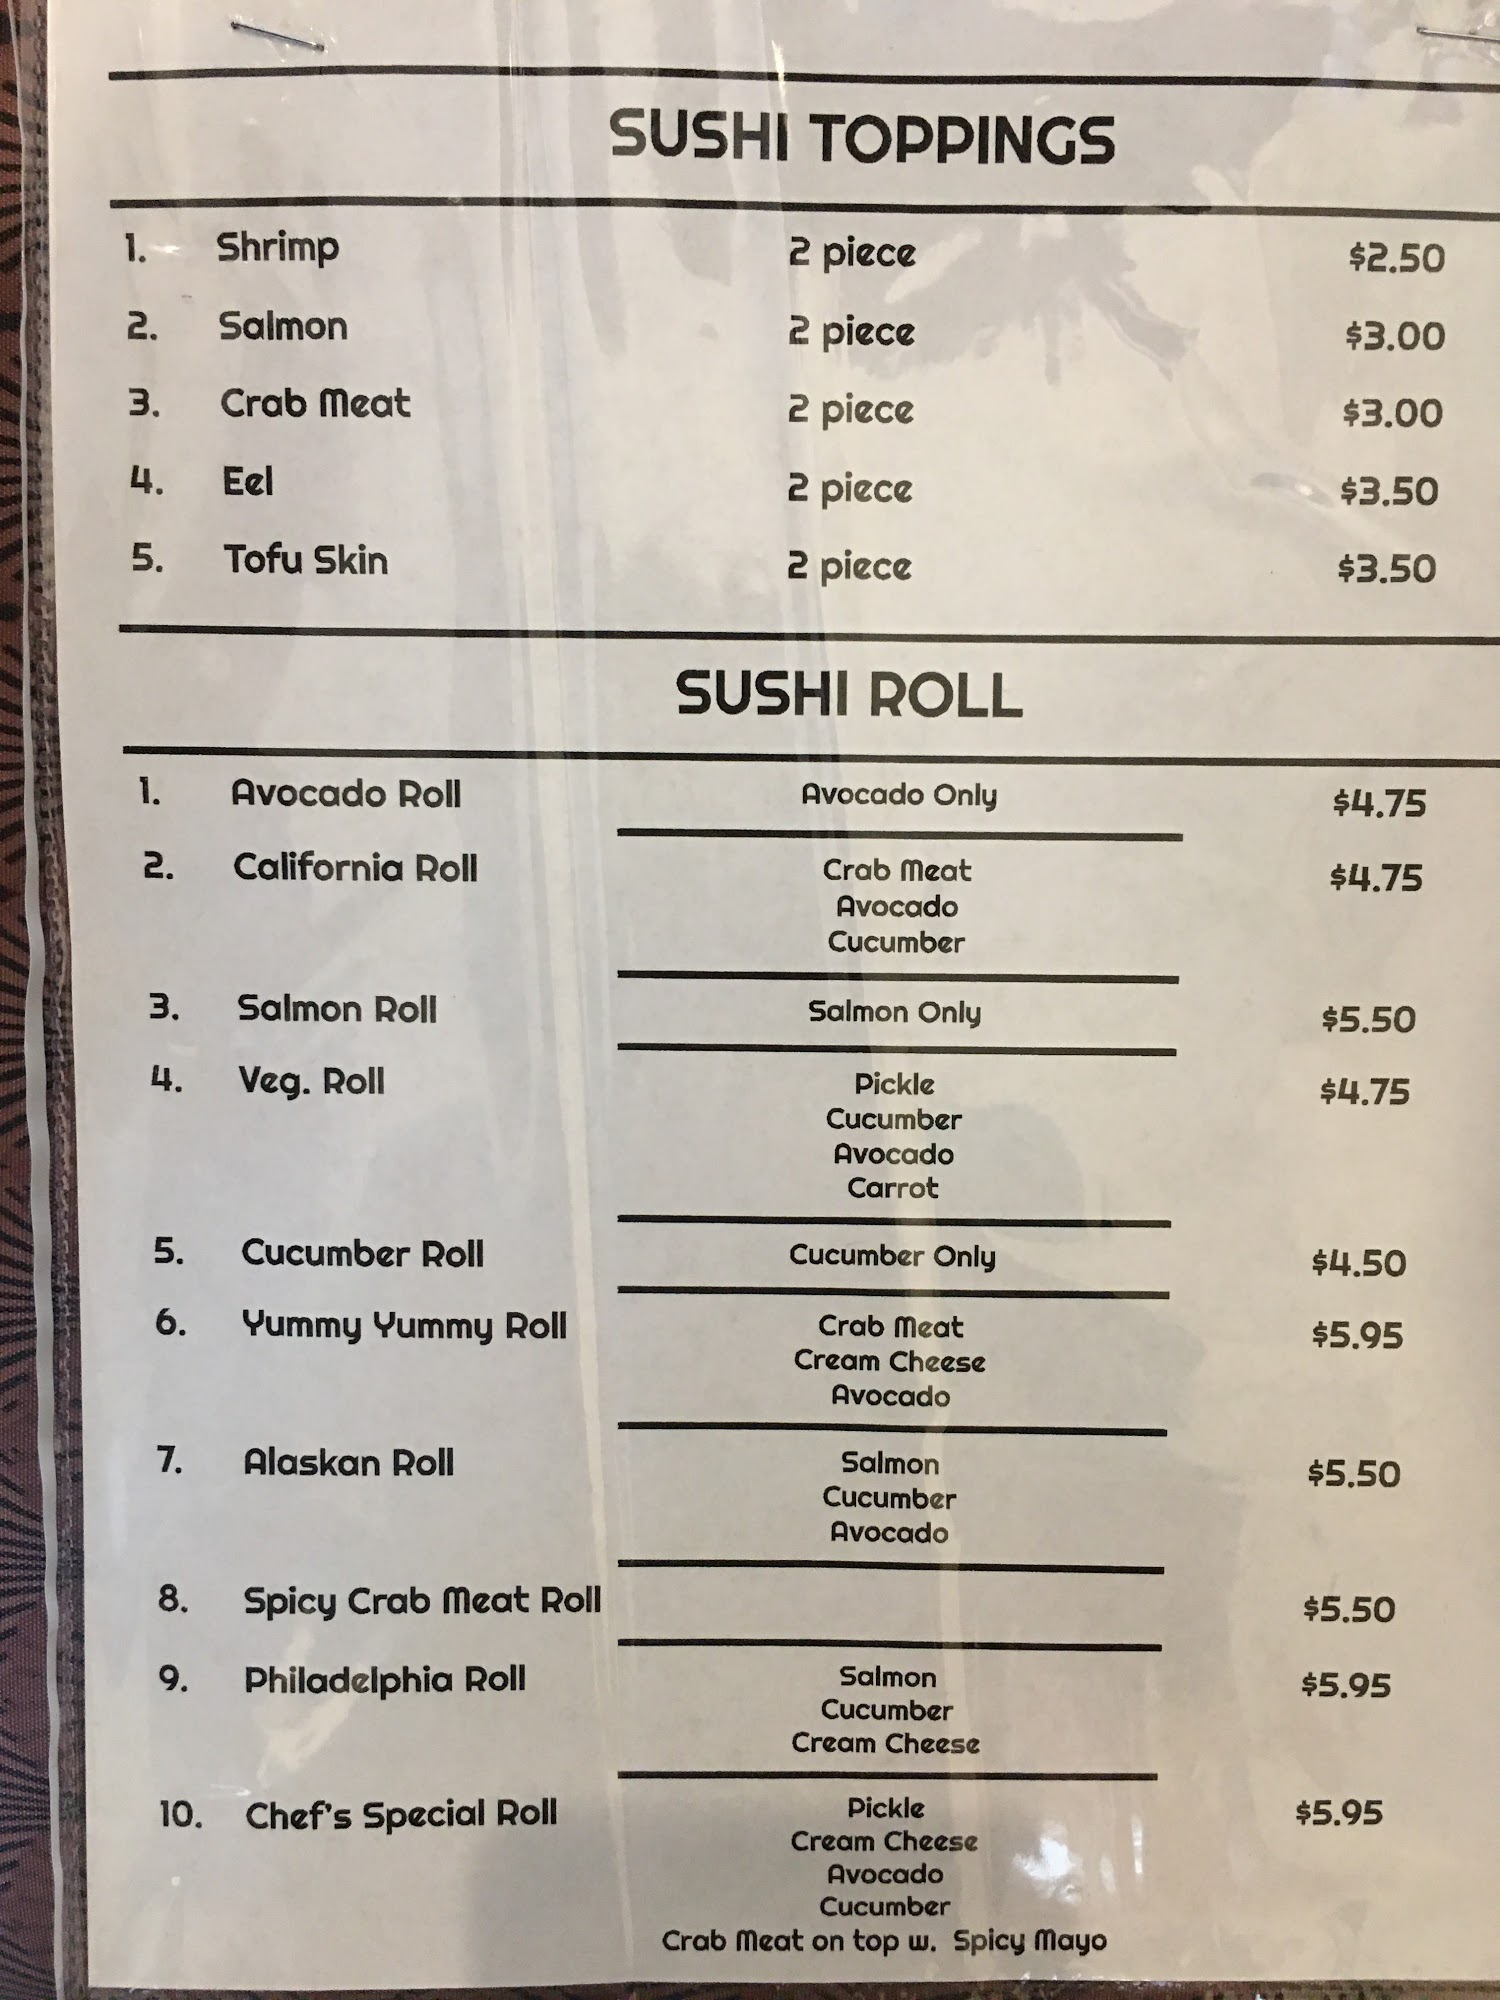 SUSHI TOPPINGS
1. Shrimp 2 piece $2.50
2. Salmon 2 piece $3.00
3. Crab Meat 2 piece $3.00
4. Eel 2 piece $3.50
5. Tofu Skin 2 piece $3.50
SUSHI ROLL
1. Avocado Roll Avocado Only $4.75
2. California Roll Crab Meat $4.75
Avocado
Cucumber
3. Salmon Roll Salmon Only $5.50
4. Veg. Roll Pickle $4.75
Cucumber
Avocado
Carrot
5. Cucumber Roll Cucumber Only $4.50
6. Yummy Yummy Roll Crab Meat $5.95
Cream Cheese
Avocado
7. Alaskan Roll Salmon $5.50
Cucumber
Avocado
8. Spicy Crab Meat Roll $5.50
9. Philadelphia Roll Salmon $5.95
Cucumber
Cream Cheese
10. Chef's Special Roll Pickle $5.95
Cream Cheese
Avocado
Cucumber
Crab Meat on top w. Spicy Mayo